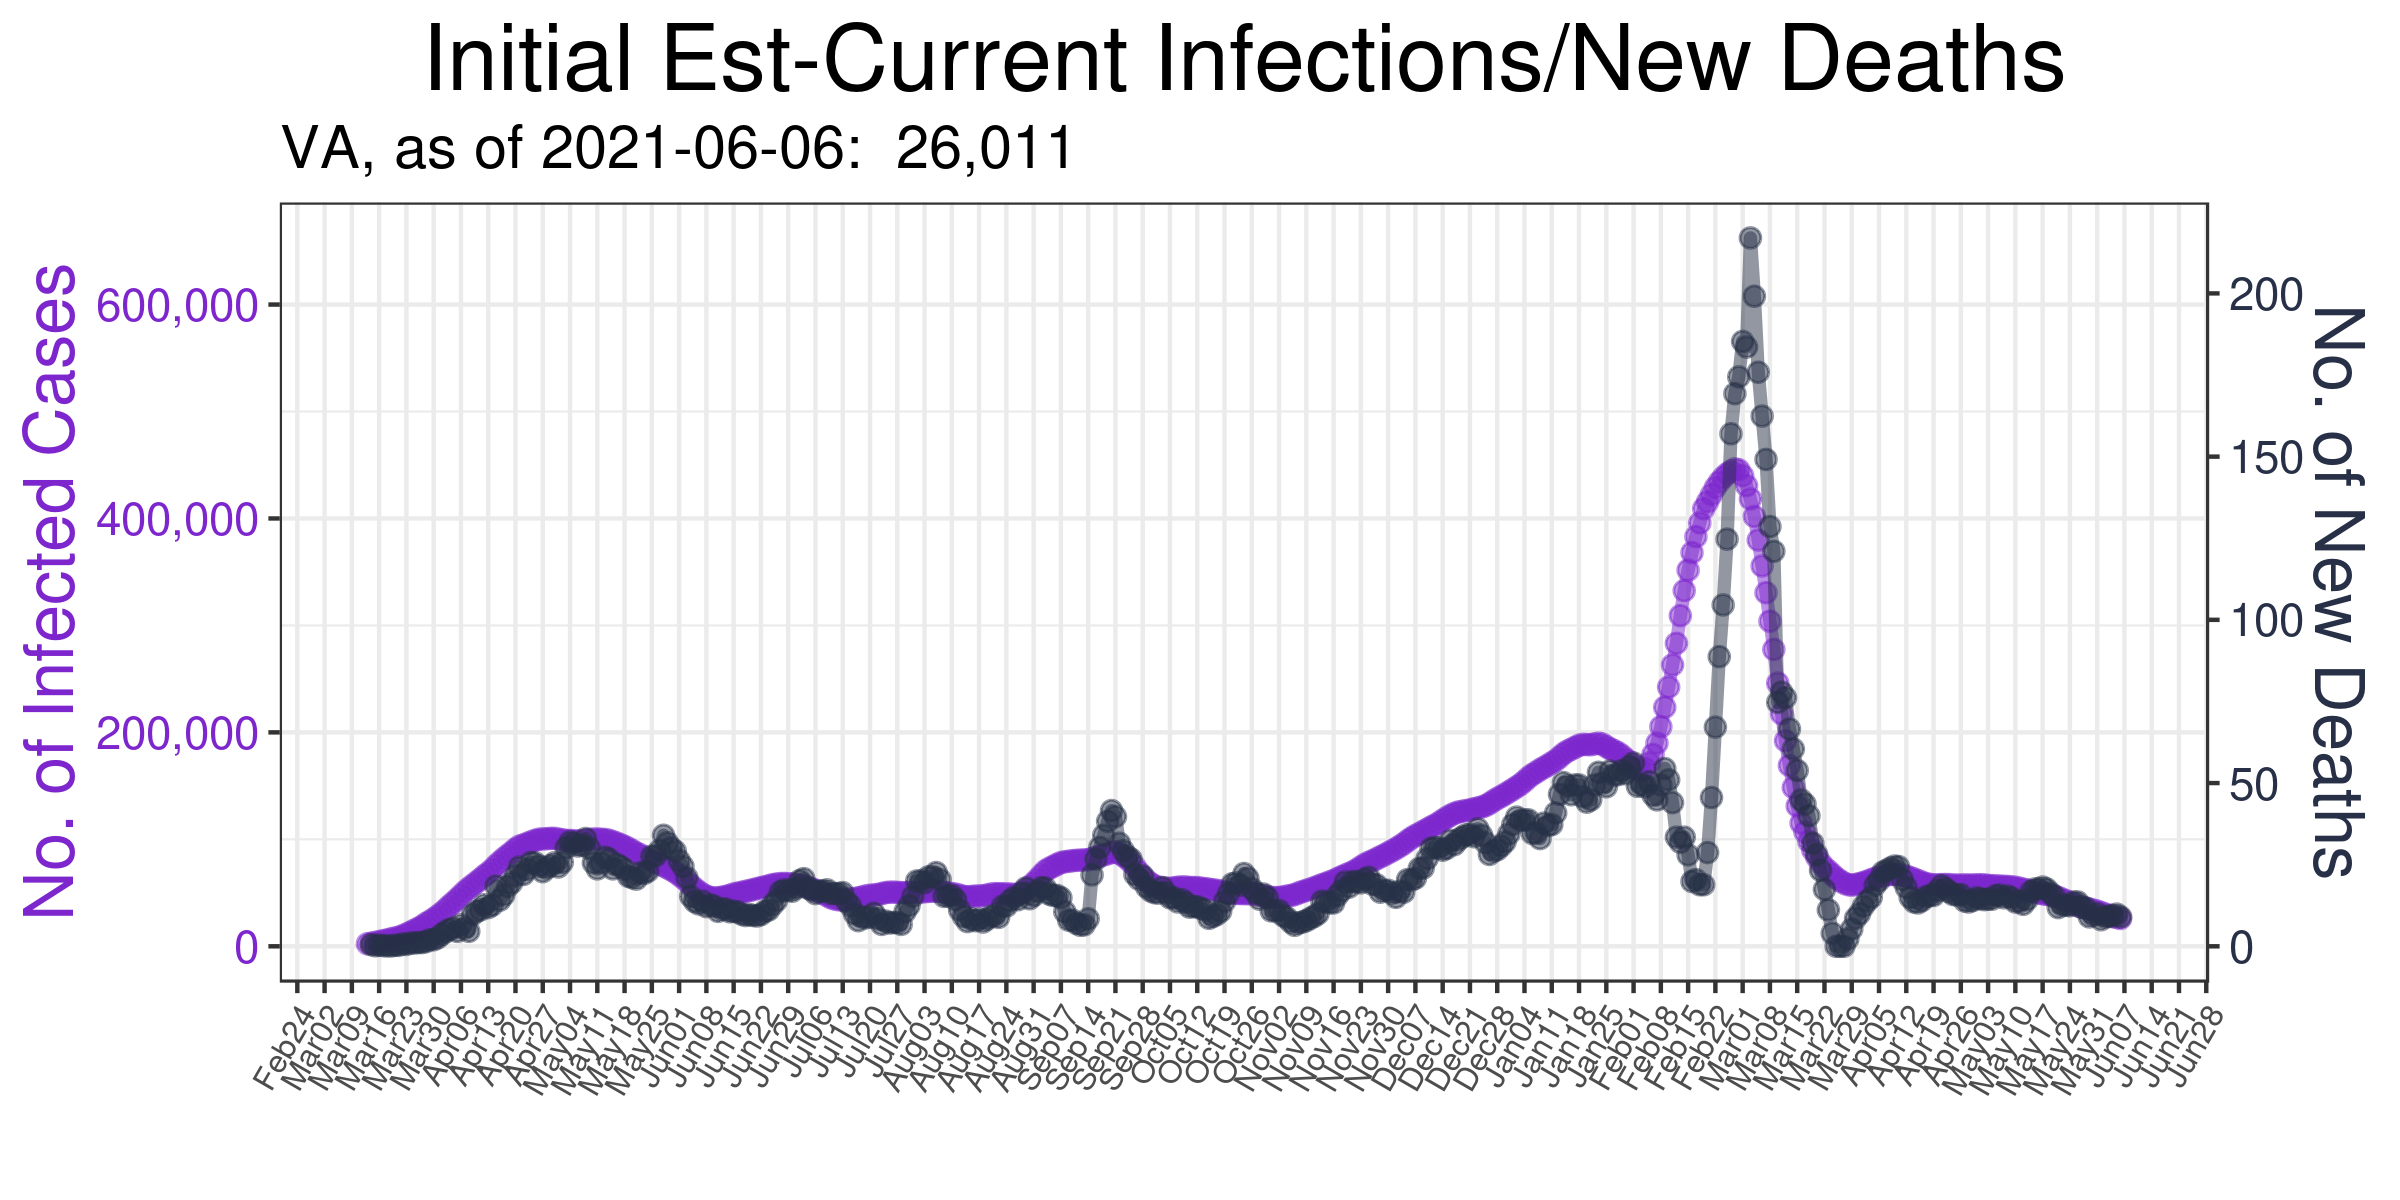 Initial Est-Current Infections/New Deaths
VA, as of 2021-06-06:  26,011
No. of Infected Cases
600,000
400,000
200,000
0
200
150
100
50
0
No. of New Deaths
Feb24
Mar02
Mar09
Mar16
Mar23
Mar30
Apr06
Apr13
Apr20
Apr27
May04
May11
May18
May25
Jun01
Jun08
Jun15
Jun22
Jun29
Jul06
Jul13
Jul20
Jul27
Aug03
Aug10
Aug17
Aug24
Aug31
Sep07
Sep14
Sep21
Sep28
Oct05
Oct12
Oct19
Oct26
Nov02
Nov09
Nov16
Nov23
Nov30
Dec07
Dec14
Dec21
Dec28
Jan04
Jan11
Jan18
Jan25
Feb01
Feb08
Feb15
Feb22
Mar01
Mar08
Mar15
Mar22
Mar29
Apr05
Apr12
Apr19
Apr26
May03
May10
May17
May24
May31
Jun07
Jun14
Jun21
Jun28